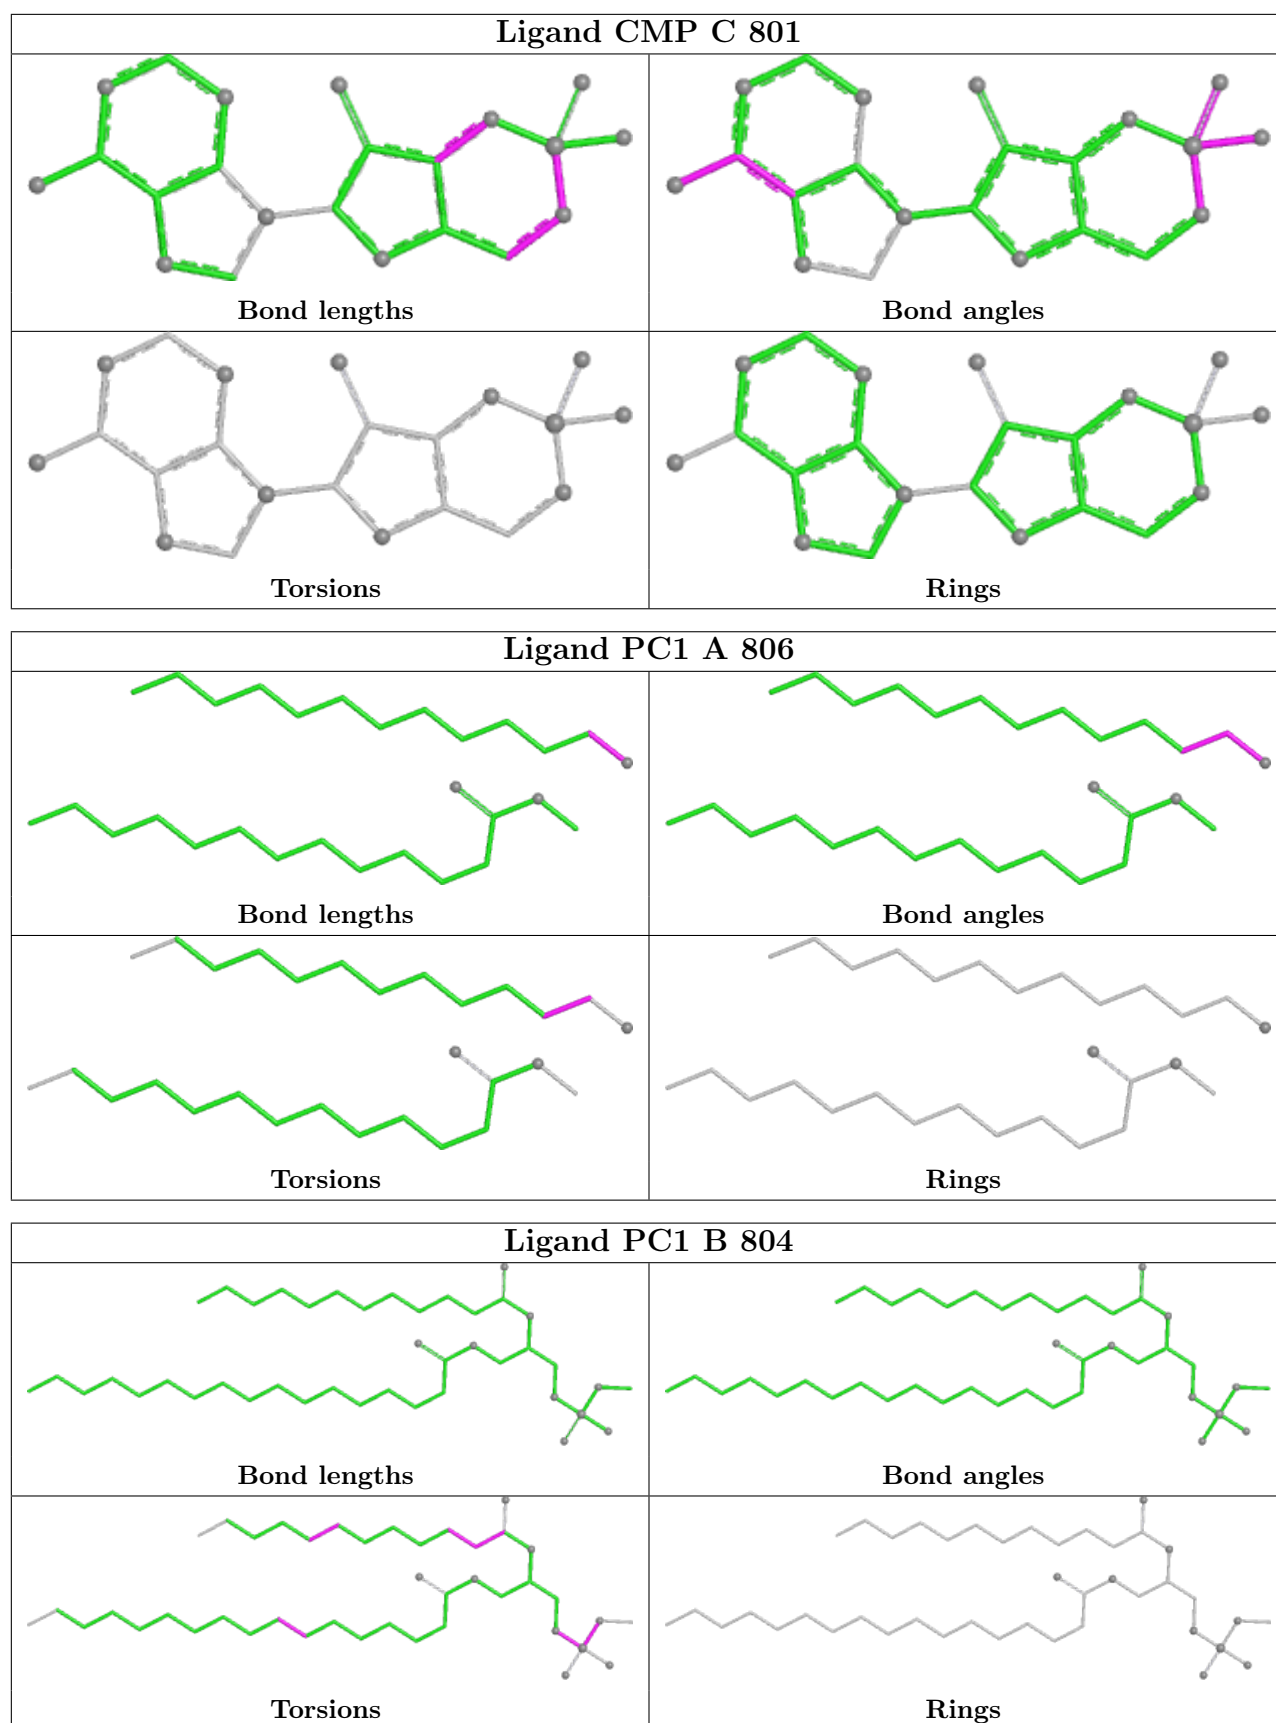 Ligand CMP C 801
Bond lengths
Bond angles
Torsions
Rings
Ligand PC1 A 806
Bond lengths
Bond angles
Torsions
Rings
Ligand PC1 B 804
Bond lengths
Bond angles
Torsions
Rings